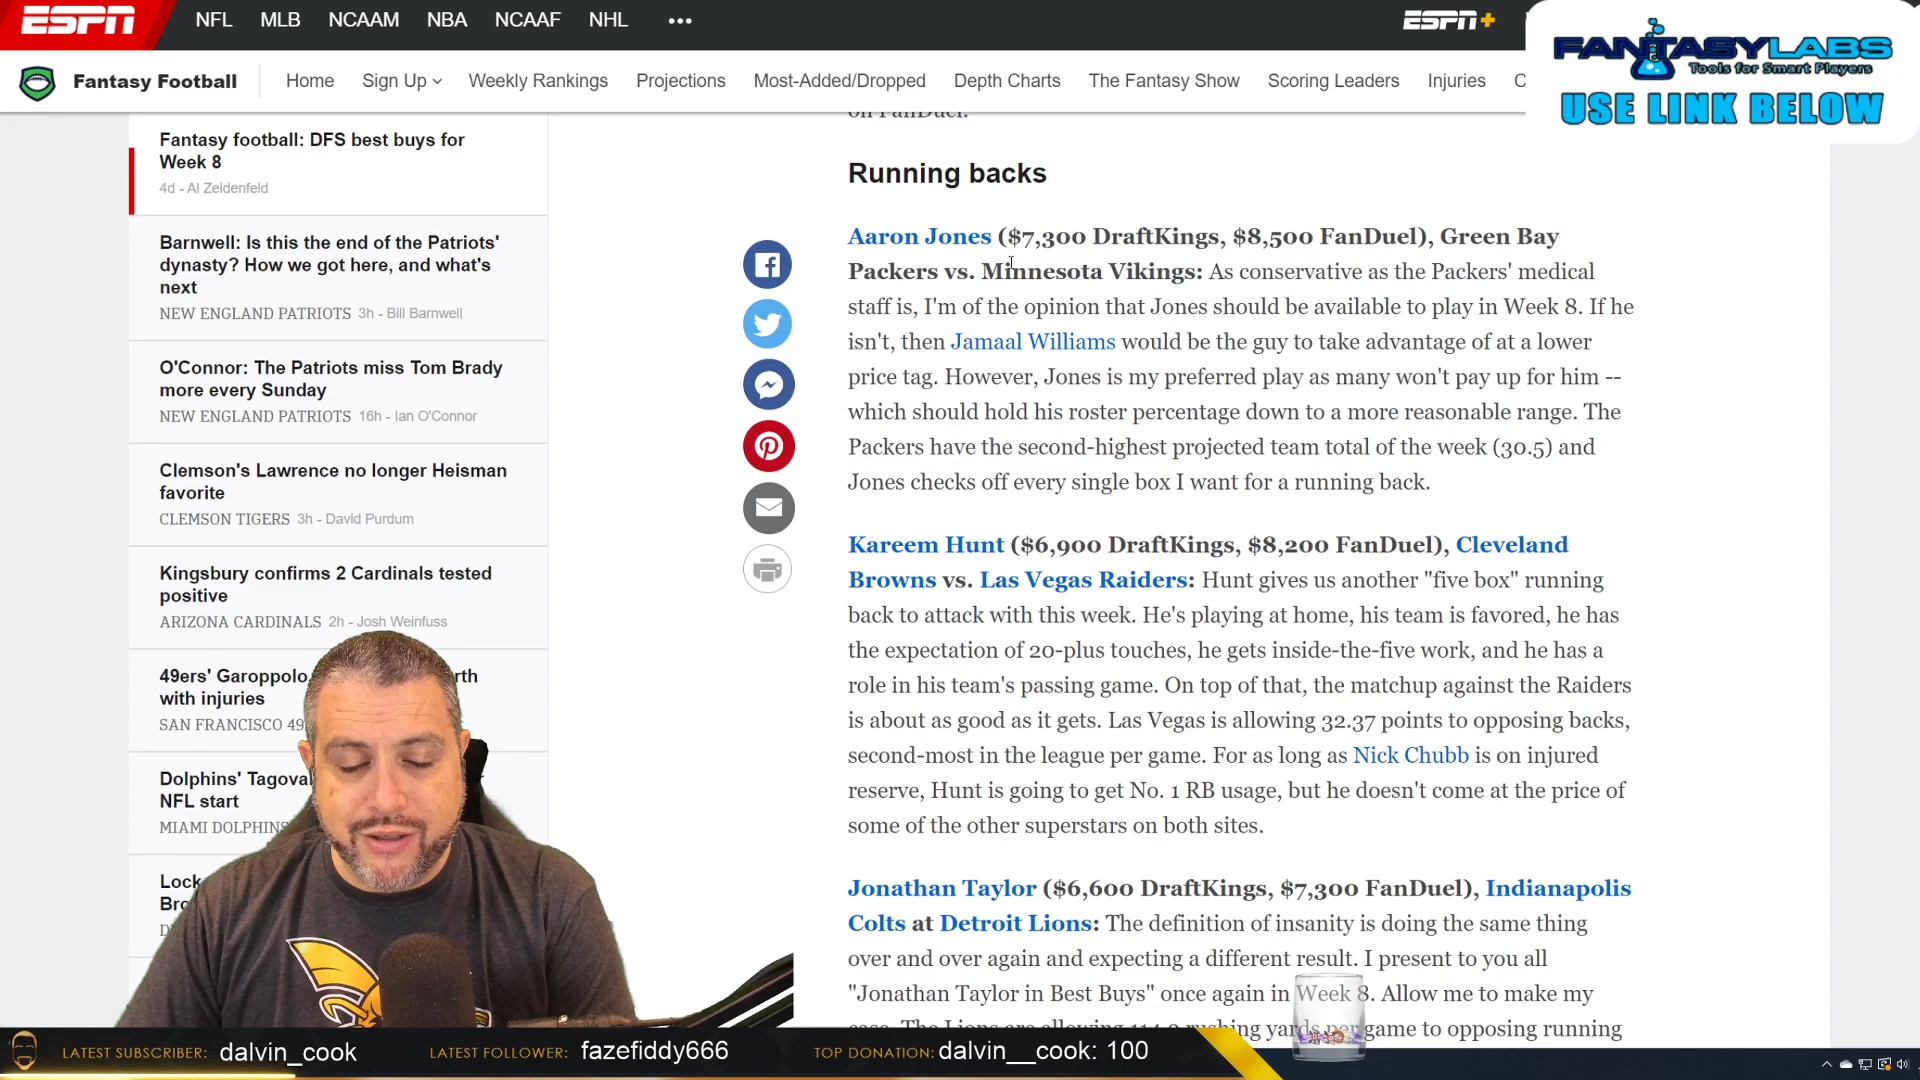 ESPN NFL MLB NCAAM NBA NCAAF NHL ••• ESPN+
FANTASYLABS
Tools for Smart Players
USE LINK BELOW
Fantasy Football Home Sign Up Weekly Rankings Projections Most-Added/Dropped Depth Charts The Fantasy Show Scoring Leaders Injuries
on FanDuel.
Fantasy football: DFS best buys for
Week 8
4d - Al Zeidenfeld
Barnwell: Is this the end of the Patriots'
dynasty? How we got here, and what's
next
NEW ENGLAND PATRIOTS 3h - Bill Barnwell
O'Connor: The Patriots miss Tom Brady
more every Sunday
NEW ENGLAND PATRIOTS 16h - Ian O'Connor
Clemson's Lawrence no longer Heisman
favorite
CLEMSON TIGERS 3h - David Purdum
Kingsbury confirms 2 Cardinals tested
positive
ARIZONA CARDINALS 2h - Josh Weinfuss
49ers' Garoppolo,
with injuries
SAN FRANCISCO 49
Dolphins'
NFL start
MIAMI DOLPHINS
Lock
Running backs
Aaron Jones ($7,300 DraftKings, $8,500 FanDuel), Green Bay
Packers vs. Minnesota Vikings: As conservative as the Packers' medical
staff is, I'm of the opinion that Jones should be available to play in Week 8. If he
isn't, then Jamaal Williams would be the guy to take advantage of at a lower
price tag. However, Jones is my preferred play as many won't pay up for him --
which should hold his roster percentage down to a more reasonable range. The
Packers have the second-highest projected team total of the week (30.5) and
Jones checks off every single box I want for a running back.
Kareem Hunt ($6,900 DraftKings, $8,200 FanDuel), Cleveland
Browns vs. Las Vegas Raiders: Hunt gives us another "five box" running
back to attack with this week. He's playing at home, his team is favored, he has
the expectation of 20-plus touches, he gets inside-the-five work, and he has a
role in his team's passing game. On top of that, the matchup against the Raiders
is about as good as it gets. Las Vegas is allowing 32.37 points to opposing backs,
second-most in the league per game. For as long as Nick Chubb is on injured
reserve, Hunt is going to get No. 1 RB usage, but he doesn't come at the price of
some of the other superstars on both sites.
Jonathan Taylor ($6,600 DraftKings, $7,300 FanDuel), Indianapolis
Colts at Detroit Lions: The definition of insanity is doing the same thing
over and over again and expecting a different result. I present to you all
"Jonathan Taylor in Best Buys" once again in Week 8. Allow me to make my
case. The Lions are allowing rushing yards per game to opposing running
LATEST SUBSCRIBER: dalvin_cook LATEST FOLLOWER: fazefiddy666 TOP DONATION: dalvin__cook: 100